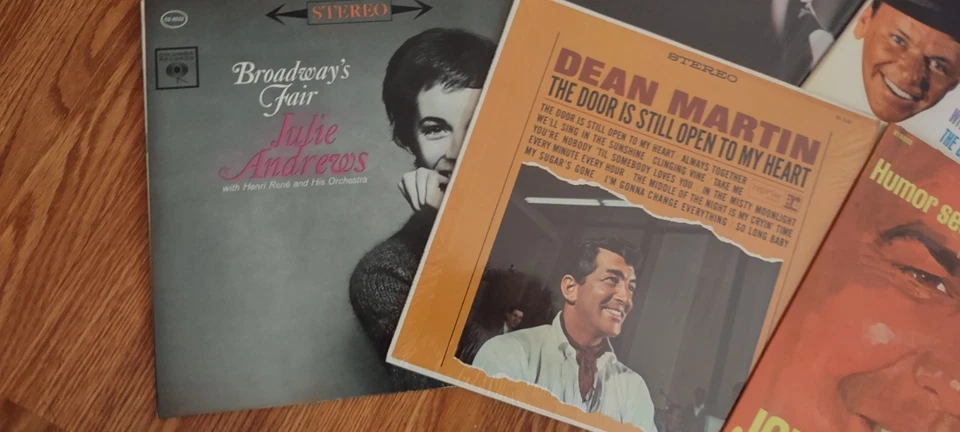 STEREO
COLUMBIA RECORDS
Broadway's
Fair
Julie
Andrews
with Henri René and His Orchestra
STEREO
DEAN MARTIN
THE DOOR IS STILL OPEN TO MY HEART
THE DOOR IS STILL OPEN TO MY HEART · ALWAYS TOGETHER
WE'LL SING IN THE SUNSHINE · CLINGING VINE · TAKE ME
YOU'RE NOBODY 'TIL SOMEBODY LOVES YOU · IN THE MISTY MOONLIGHT
EVERY MINUTE EVERY HOUR · THE MIDDLE OF THE NIGHT IS MY CRYIN' TIME
MY SUGAR'S GONE · I'M GONNA CHANGE EVERYTHING · SO LONG BABY
Humor se